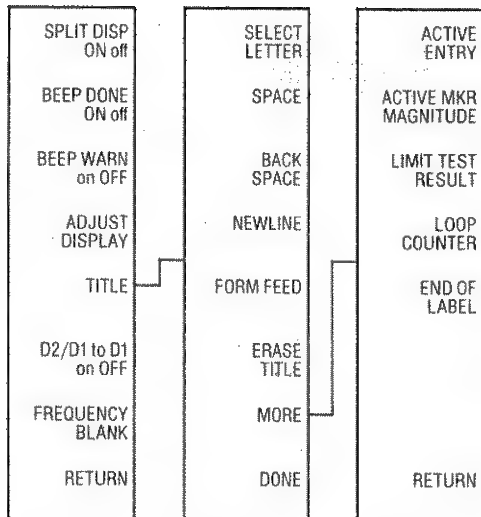 SPLIT DISP
ON off
BEEP DONE
ON off
BEEP WARN
on OFF
ADJUST
DISPLAY
TITLE
D2/D1 to D1
on OFF
FREQUENCY
BLANK
RETURN
SELECT
LETTER
SPACE
BACK
SPACE
NEWLINE
FORM FEED
ERASE
TITLE
MORE
DONE
ACTIVE
ENTRY
ACTIVE MKR
MAGNITUDE
LIMIT TEST
RESULT
LOOP
COUNTER
END OF
LABEL
RETURN